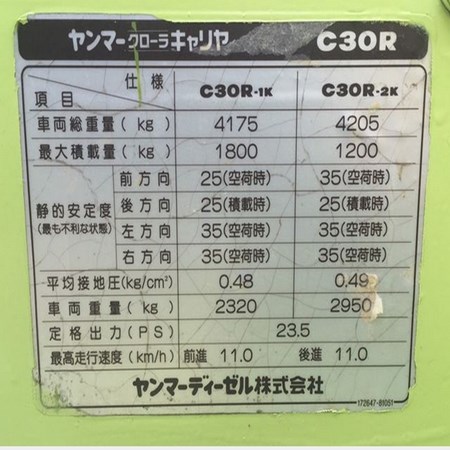 ヤンマークローラキャリヤ C30R
項目 仕様 C30R-1K C30R-2K
車両総重量( kg) 4175 4205
最大積載量( kg) 1800 1200
静的安定度 (最も不利な状態)
前方向 25(空荷時) 35(空荷時)
後方向 25(積載時) 25(積載時)
左方向 35(空荷時) 35(空荷時)
右方向 35(空荷時) 35(空荷時)
平均接地圧(kg/cm²) 0.48 0.49
車両重量( kg) 2320 2950
定格出力(PS) 23.5
最高走行速度(km/h) 前進 11.0 後進 11.0
ヤンマーディーゼル株式会社
172647-81051